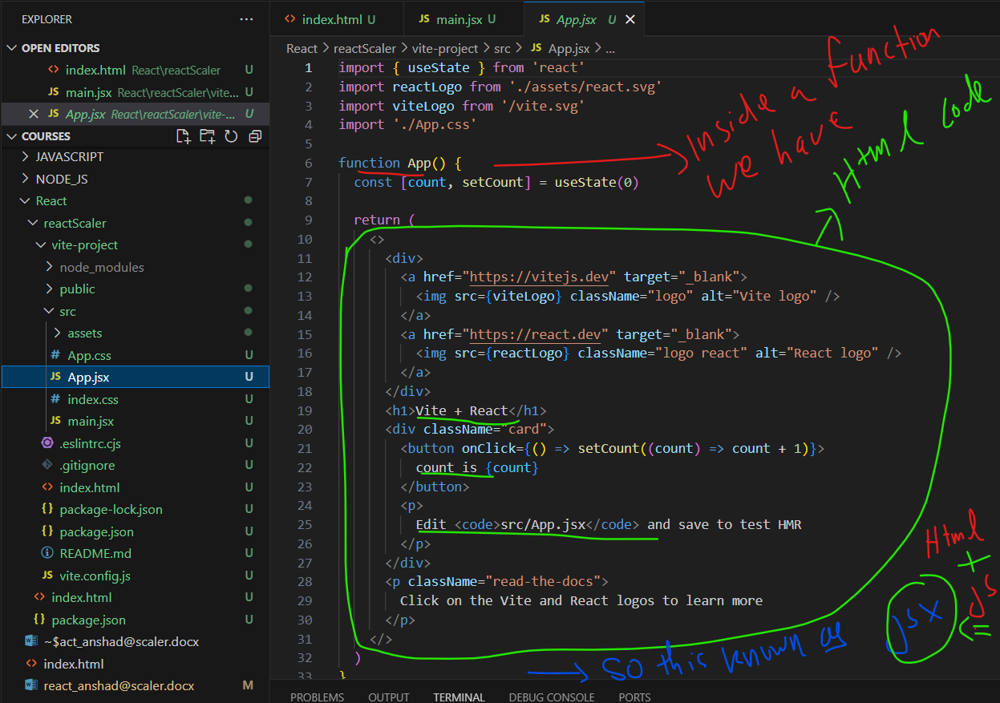 EXPLORER ...
OPEN EDITORS
<> index.html React\reactScaler U
JS main.jsx React\reactScaler\vite... U
JS App.jsx React\reactScaler\vite-... U
COURSES
JAVASCRIPT
NODE_JS
React
reactScaler
vite-project
node_modules
public
src
assets
# App.css U
JS App.jsx U
# index.css U
JS main.jsx U
.eslintrc.cjs U
.gitignore U
<> index.html U
{} package-lock.json U
{} package.json U
README.md U
JS vite.config.js U
<> index.html U
{} package.json U
~$act_anshad@scaler.docx
<> index.html
react_anshad@scaler.docx M
<> index.html U JS main.jsx U JS App.jsx U
React > reactScaler > vite-project > src > JS App.jsx > ...
1 import { useState } from 'react'
2 import reactLogo from './assets/react.svg'
3 import viteLogo from '/vite.svg'
4 import './App.css'
5
6 function App() {
7 const [count, setCount] = useState(0)
8
9 return (
10 <>
11 <div>
12 <a href="https://vitejs.dev" target="_blank">
13 <img src={viteLogo} className="logo" alt="Vite logo" />
14 </a>
15 <a href="https://react.dev" target="_blank">
16 <img src={reactLogo} className="logo react" alt="React logo" />
17 </a>
18 </div>
19 <h1>Vite + React</h1>
20 <div className="card">
21 <button onClick={() => setCount((count) => count + 1)}>
22 count is {count}
23 </button>
24 <p>
25 Edit <code>src/App.jsx</code> and save to test HMR
26 </p>
27 </div>
28 <p className="read-the-docs">
29 Click on the Vite and React logos to learn more
30 </p>
31 </>
32 )
33 }
Inside a function
we have
Html Code
Html
+
JS
=
JSX
So this known as
PROBLEMS OUTPUT TERMINAL DEBUG CONSOLE PORTS